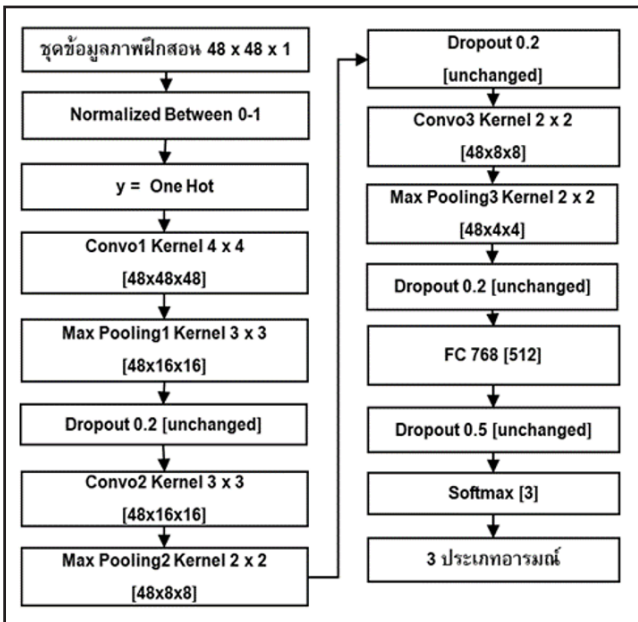 ชุดข้อมูลภาพฝึกสอน 48 x 48 x 1
Normalized Between 0-1
y = One Hot
Convo1 Kernel 4 x 4
[48x48x48]
Max Pooling1 Kernel 3 x 3
[48x16x16]
Dropout 0.2 [unchanged]
Convo2 Kernel 3 x 3
[48x16x16]
Max Pooling2 Kernel 2 x 2
[48x8x8]
Dropout 0.2
[unchanged]
Convo3 Kernel 2 x 2
[48x8x8]
Max Pooling3 Kernel 2 x 2
[48x4x4]
Dropout 0.2 [unchanged]
FC 768 [512]
Dropout 0.5 [unchanged]
Softmax [3]
3 ประเภทอารมณ์